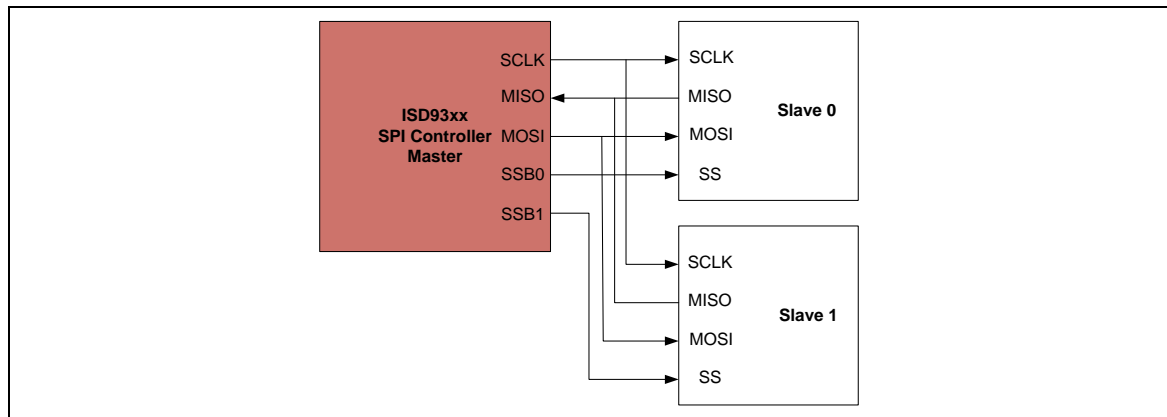 SCLK
MISO
MOSI
SSB0
SSB1
ISD93xx
SPI Controller
Master
SCLK
MISO
MOSI
SS
Slave 0
SCLK
MISO
MOSI
SS
Slave 1